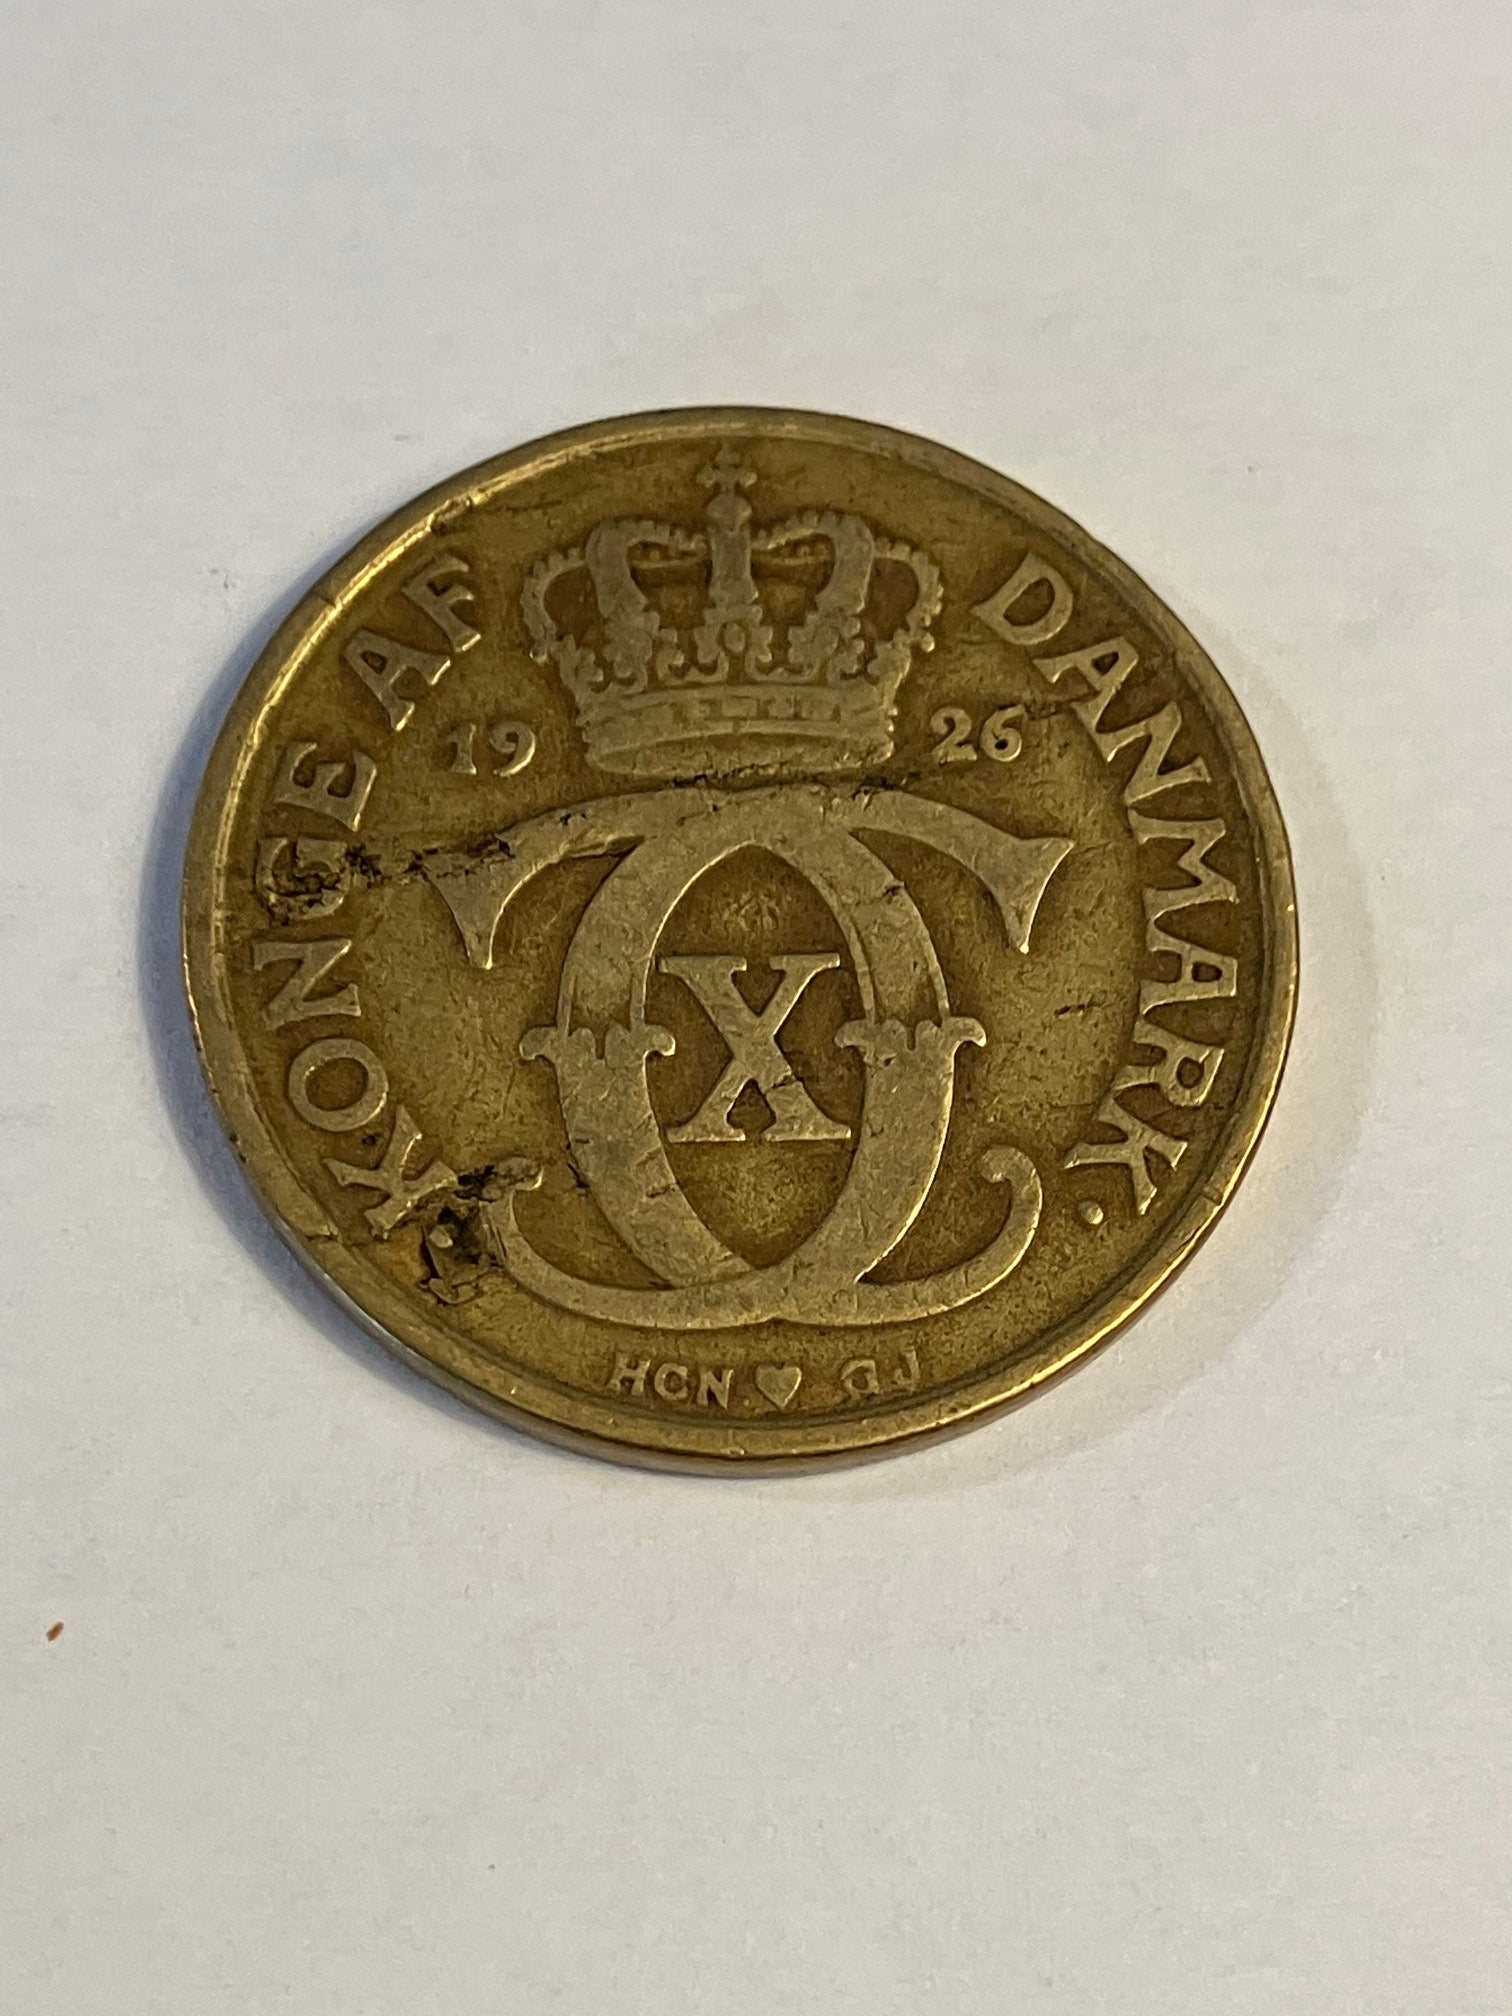 KONGE AF DANMARK.
19 26
X
HCN ♥ GJ